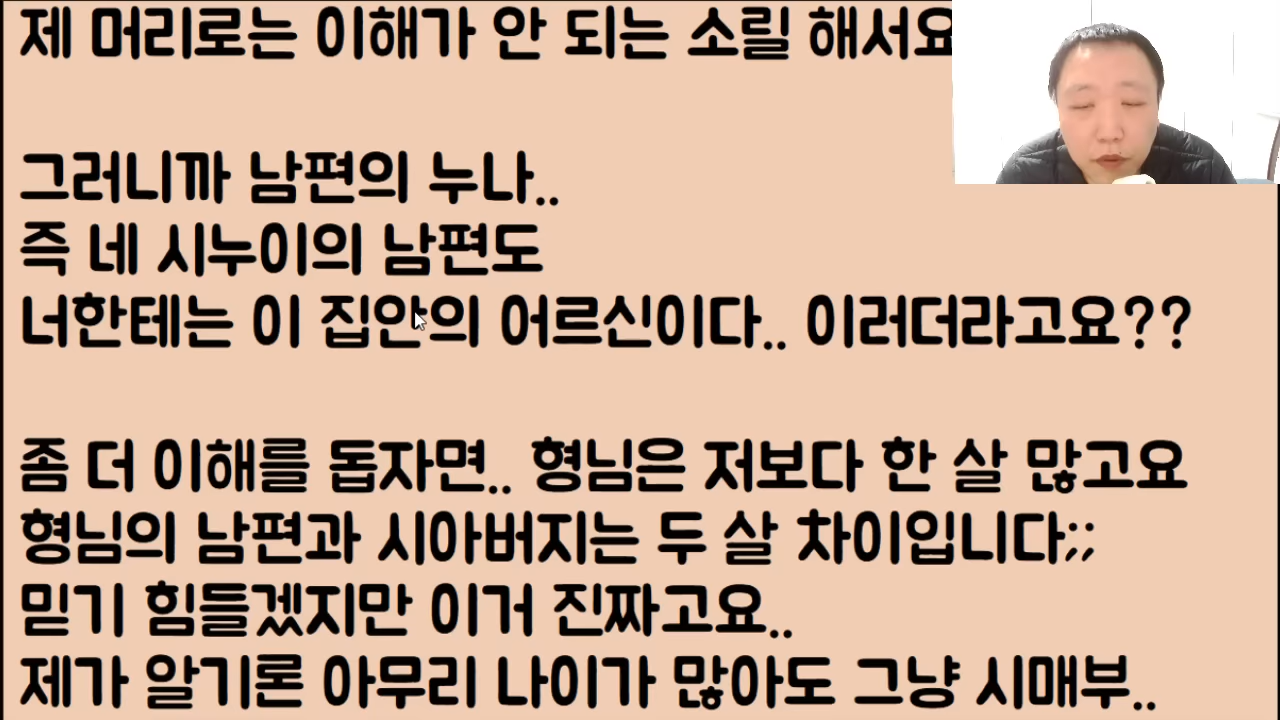 제 머리로는 이해가 안 되는 소릴 해서요
그러니까 남편의 누나..
즉 네 시누이의 남편도
너한테는 이 집안의 어르신이다.. 이러더라고요??
좀 더 이해를 돕자면.. 형님은 저보다 한 살 많고요
형님의 남편과 시아버지는 두 살 차이입니다;;
믿기 힘들겠지만 이거 진짜고요..
제가 알기론 아무리 나이가 많아도 그냥 시매부..